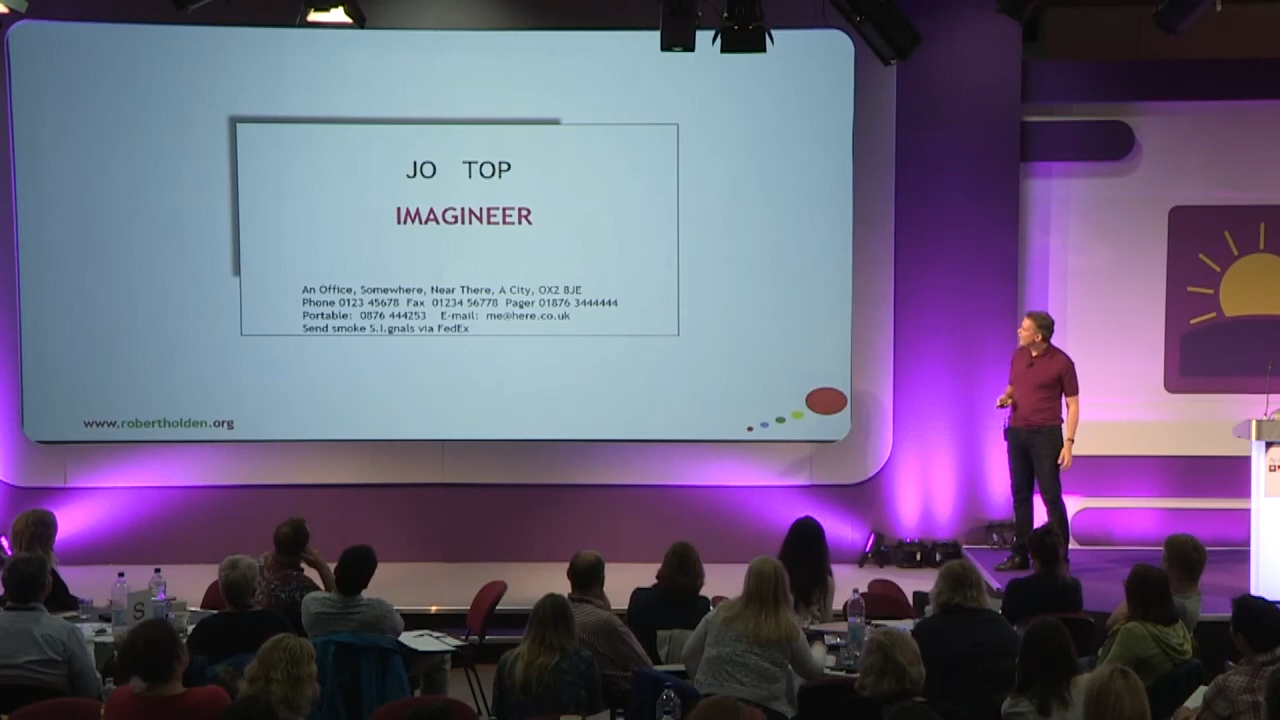 JO TOP
IMAGINEER
An Office, Somewhere, Near There, A City, OX2 8JE
Phone 0123 45678 Fax 01234 56778 Pager 01876 3444444
Portable: 0876 444253 E-mail: me@here.co.uk
Send smoke S.I.gnals via FedEx
www.robertholden.org
S